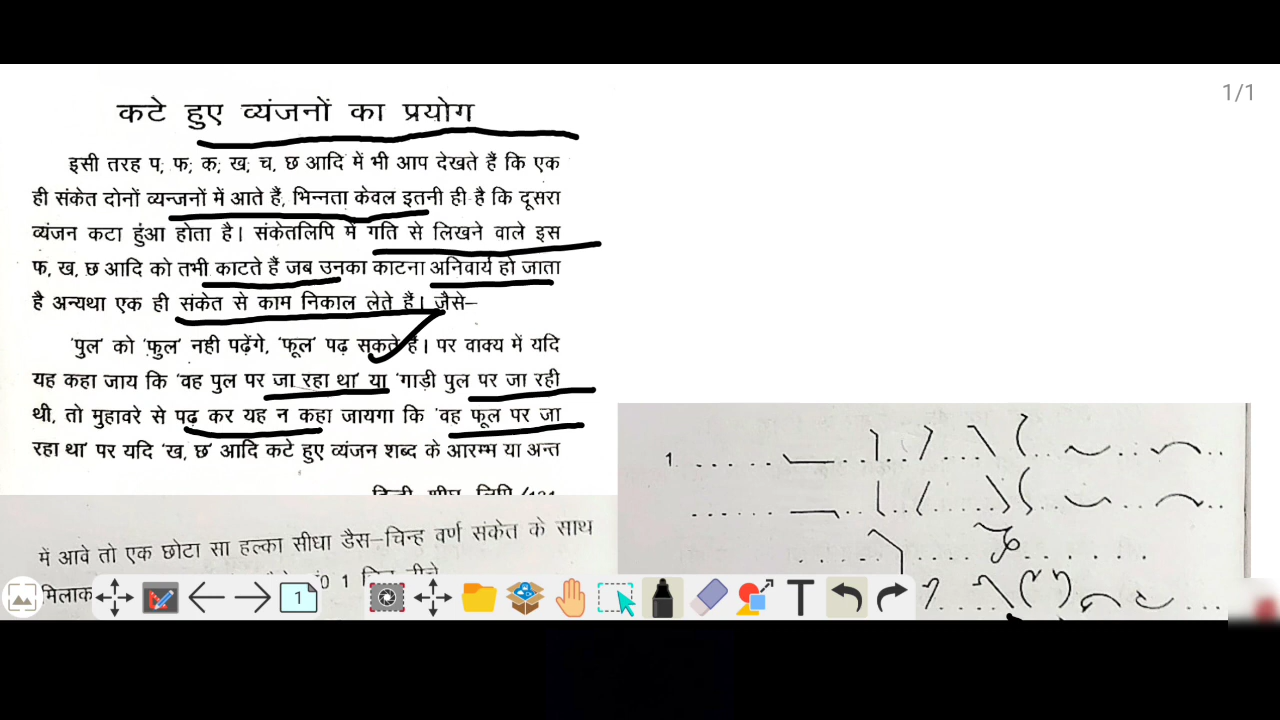 1/1
कटे हुए व्यंजनों का प्रयोग
इसी तरह प, फ; क, ख; च, छ आदि में भी आप देखते हैं कि एक
ही संकेत दोनों व्यन्जनों में आते हैं, भिन्नता केवल इतनी ही है कि दूसरा
व्यंजन कटा हुंआ होता है। संकेतलिपि में गति से लिखने वाले इस
फ, ख, छ आदि को तभी काटते हैं जब उनका काटना अनिवार्य हो जाता
है अन्यथा एक ही संकेत से काम निकाल लेते हैं। जैसे–
'पुल' को 'फुल' नही पढ़ेंगे, 'फूल' पढ़ सकते हैं। पर वाक्य में यदि
यह कहा जाय कि 'वह पुल पर जा रहा था' या 'गाड़ी पुल पर जा रही
थी, तो मुहावरे से पढ़ कर यह न कहा जायगा कि 'वह फूल पर जा
रहा था' पर यदि 'ख, छ' आदि कटे हुए व्यंजन शब्द के आरम्भ या अन्त
में आवे तो एक छोटा सा हल्का सीधा डैस–चिन्ह वर्ण संकेत के साथ
मिलाक
1.
1
T